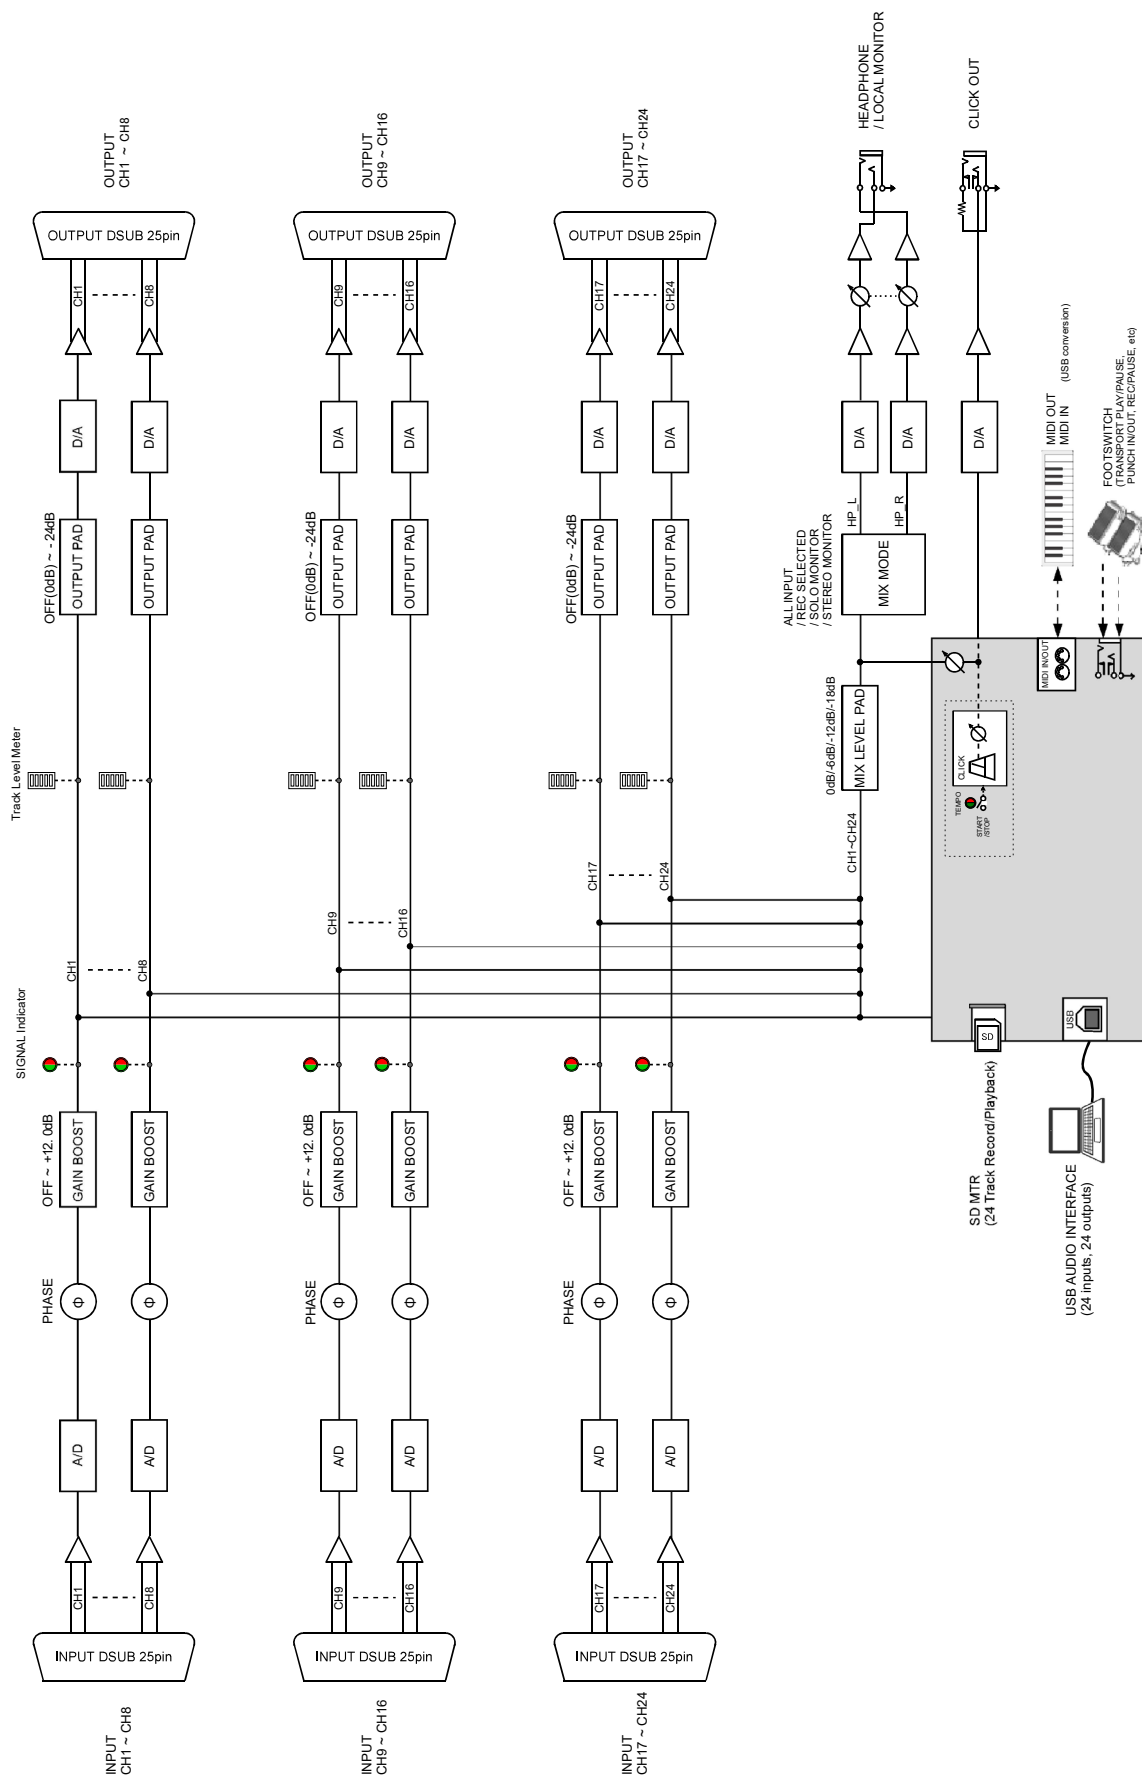 INPUT
CH1 ~ CH8
INPUT DSUB 25pin
CH1
CH8
A/D
A/D
PHASE
Φ
Φ
OFF ~ +12. 0dB
GAIN BOOST
GAIN BOOST
SIGNAL Indicator
CH1
CH8
Track Level Meter
OFF(0dB) ~ -24dB
OUTPUT PAD
OUTPUT PAD
D/A
D/A
CH1
CH8
OUTPUT DSUB 25pin
OUTPUT
CH1 ~ CH8
INPUT
CH9 ~ CH16
INPUT DSUB 25pin
CH9
CH16
A/D
A/D
PHASE
Φ
Φ
OFF ~ +12. 0dB
GAIN BOOST
GAIN BOOST
CH9
CH16
OFF(0dB) ~ -24dB
OUTPUT PAD
OUTPUT PAD
D/A
D/A
CH9
CH16
OUTPUT DSUB 25pin
OUTPUT
CH9 ~ CH16
INPUT
CH17 ~ CH24
INPUT DSUB 25pin
CH17
CH24
A/D
A/D
PHASE
Φ
Φ
OFF ~ +12. 0dB
GAIN BOOST
GAIN BOOST
CH17
CH24
OFF(0dB) ~ -24dB
OUTPUT PAD
OUTPUT PAD
D/A
D/A
CH17
CH24
OUTPUT DSUB 25pin
OUTPUT
CH17 ~ CH24
CH1~CH24
0dB/-6dB/-12dB/-18dB
MIX LEVEL PAD
ALL INPUT
/ REC SELECTED
/ SOLO MONITOR
/ STEREO MONITOR
MIX MODE
HP_L
HP_R
D/A
D/A
HEADPHONE
/ LOCAL MONITOR
D/A
CLICK OUT
TEMPO
START
/STOP
CLICK
SD
SD MTR
(24 Track Record/Playback)
USB
USB AUDIO INTERFACE
(24 inputs, 24 outputs)
MIDI IN/OUT
MIDI OUT
MIDI IN
(USB conversion)
FOOTSWITCH
(TRANSPORT PLAY/PAUSE,
PUNCH IN/OUT, REC/PAUSE, etc)